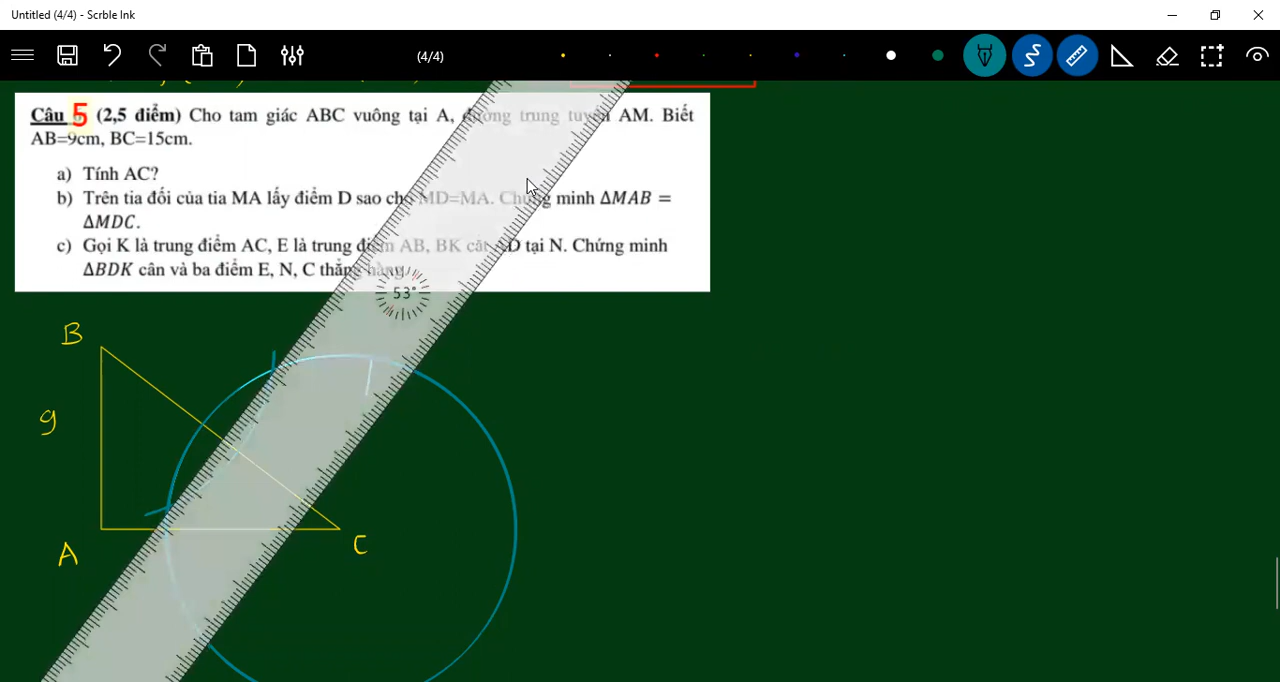 Untitled (4/4) - Scrble Ink
(4/4)
Câu 5 (2,5 điểm) Cho tam giác ABC vuông tại A, đường trung tuyến AM. Biết
AB=9cm, BC=15cm.
a) Tính AC?
b) Trên tia đối của tia MA lấy điểm D sao cho MD=MA. Chứng minh ΔMAB =
ΔMDC.
c) Gọi K là trung điểm AC, E là trung điểm AB, BK cắt AD tại N. Chứng minh
ΔBDK cân và ba điểm E, N, C thẳng hàng.
53°
B
9
A
C